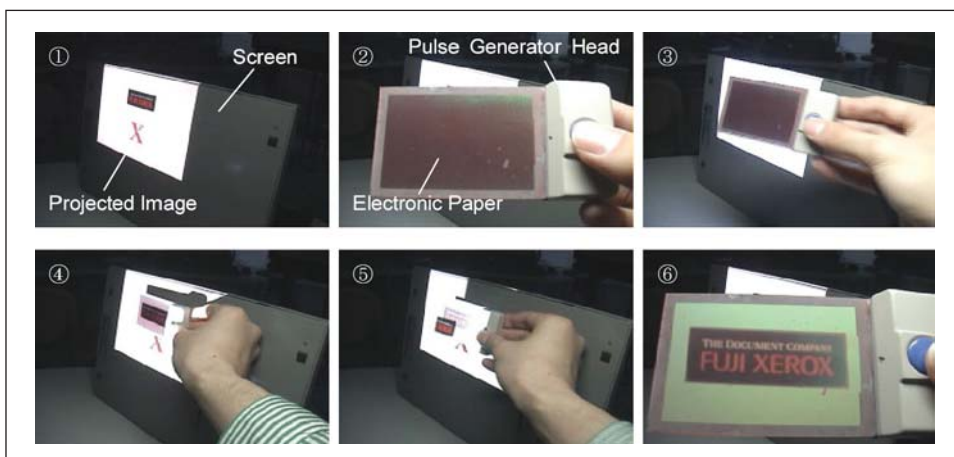 ①
Screen
X
Projected Image
②
Pulse Generator Head
Electronic Paper
③
④
X
⑤
⑥
THE DOCUMENT COMPANY
FUJI XEROX